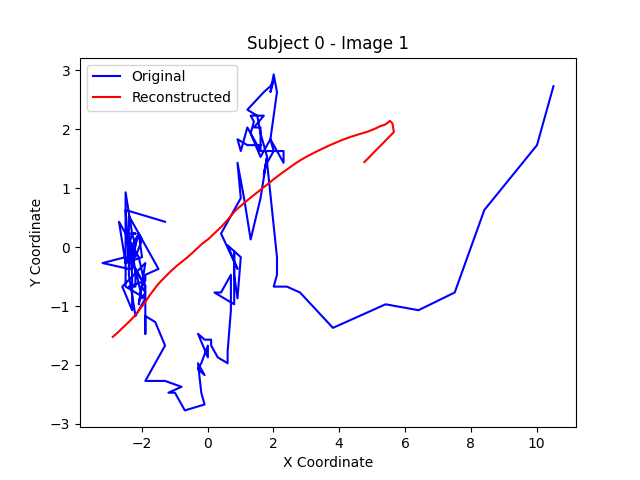 Subject 0 - Image 1
Original
Reconstructed
Y Coordinate
3
2
1
0
−1
−2
−3
−2
0
2
4
6
8
10
X Coordinate